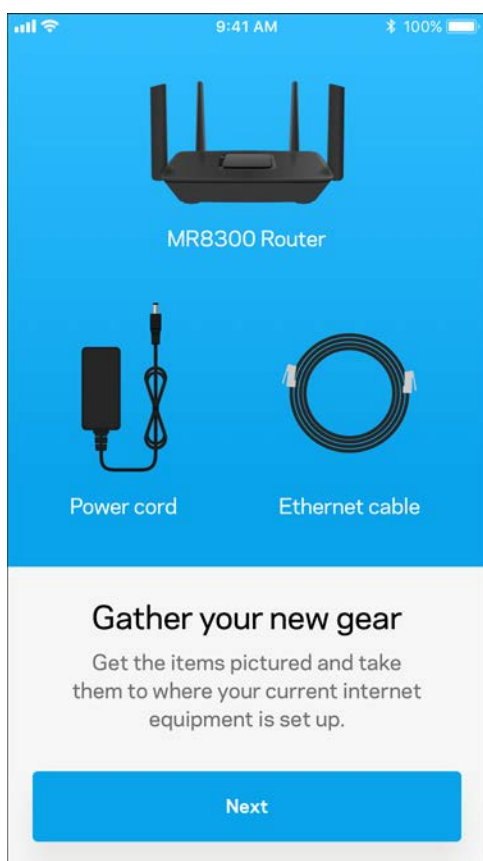 9:41 AM
100%
MR8300 Router
Power cord
Ethernet cable
Gather your new gear
Get the items pictured and take
them to where your current internet
equipment is set up.
Next